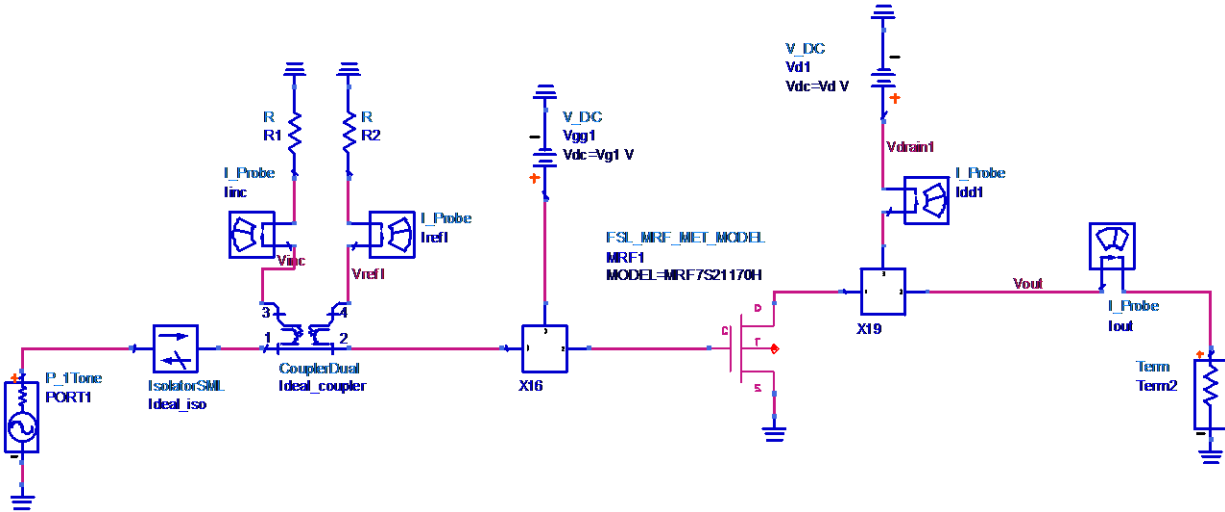 V_DC
Vd1
Vdc=Vd V
R
R1
R
R2
V_DC
Vgg1
Vdc=Vg1 V
Vdrain1
I_Probe
Iinc
I_Probe
Idd1
I_Probe
Irefl
FSL_MRF_MET_MODEL
MRF1
MODEL=MRF7S21170H
Vinc
Vrefl
Vout
X19
I_Probe
Iout
3
4
D
G
T
S
1
2
P_1Tone
PORT1
IsolatorSML
Ideal_iso
CouplerDual
Ideal_coupler
X16
Term
Term2